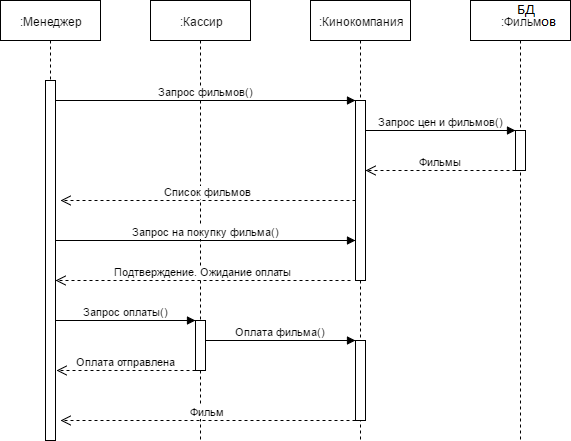 :Менеджер
:Кассир
:Кинокомпания
БД
:Фильмов
Запрос фильмов()
Запрос цен и фильмов()
Фильмы
Список фильмов
Запрос на покупку фильма()
Подтверждение. Ожидание оплаты
Запрос оплаты()
Оплата фильма()
Оплата отправлена
Фильм